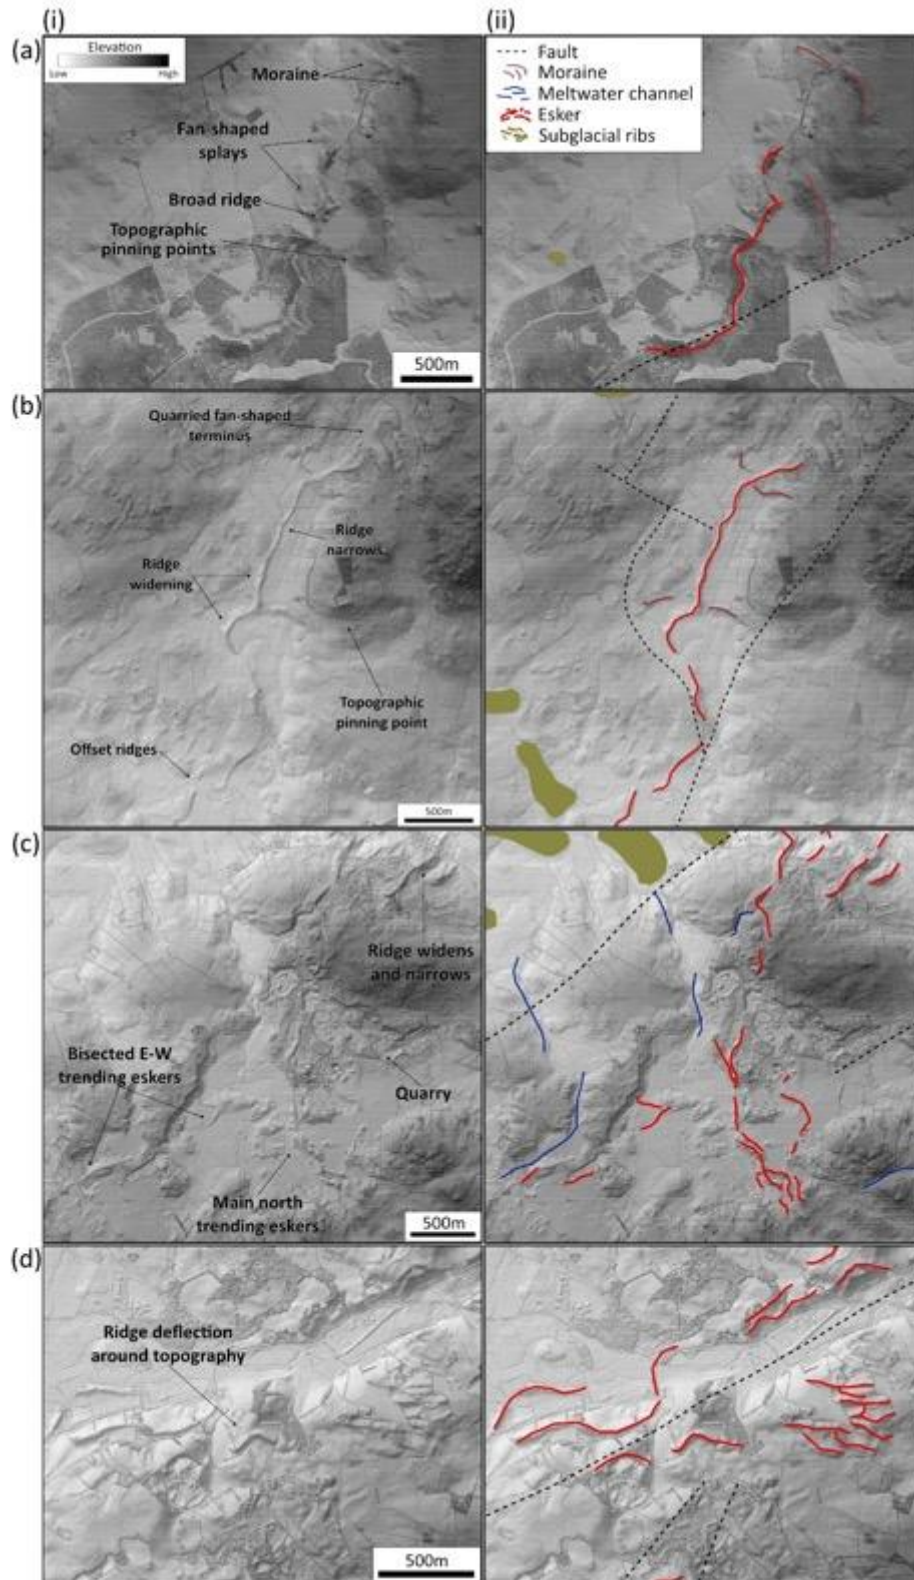 (i)
(ii)
(a)
Elevation
Low
High
Moraine
Fan-shaped
splays
Broad ridge
Topographic
pinning points
500m
Fault
Moraine
Meltwater channel
Esker
Subglacial ribs
(b)
Quarried fan-shaped
terminus
Ridge
narrows
Ridge
widening
Topographic
pinning point
Offset ridges
500m
(c)
Ridge widens
and narrows
Bisected E-W
trending eskers
Quarry
Main north
trending eskers
500m
(d)
Ridge deflection
around topography
500m